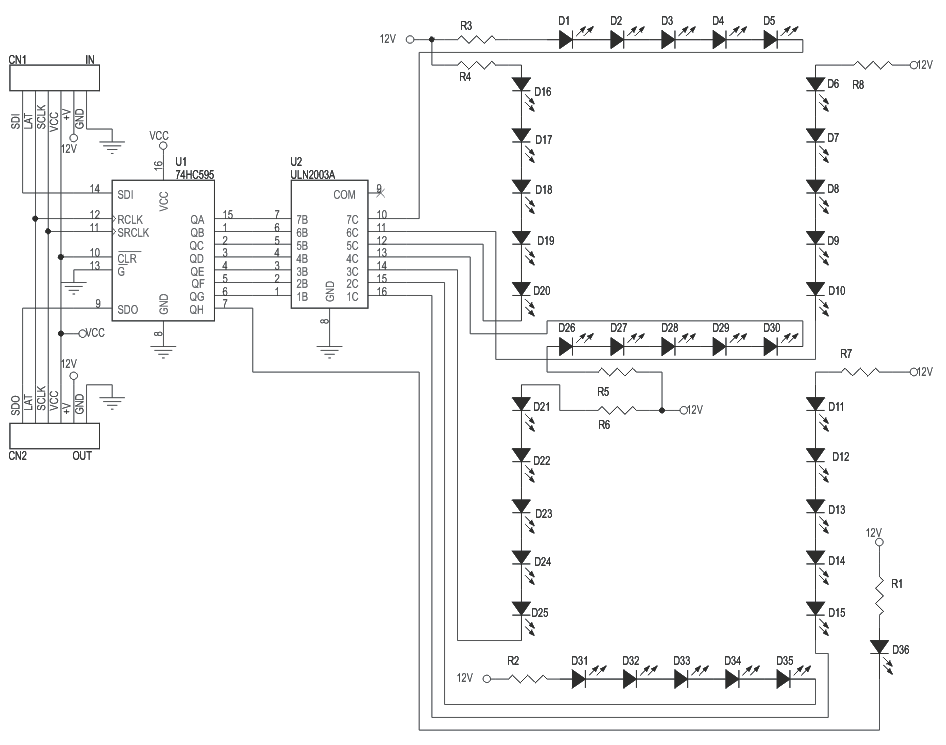 D1 D2 D3 D4 D5
R3
12V
R4
CN1 IN
SDI LAT SCLK VCC +V GND
12V
D16
D17
D18
D19
D20
D6 R8 12V
D7
D8
D9
D10
VCC
16
U1
74HC595
14 SDI
12 RCLK
11 SRCLK
10 CLR
13 G
9 SDO
VCC
GND
8
QA 15
QB 1
QC 2
QD 3
QE 4
QF 5
QG 6
QH 7
U2
ULN2003A
COM 9
7 7B 7C 10
6 6B 6C 11
5 5B 5C 12
4 4B 4C 13
3 3B 3C 14
2 2B 2C 15
1 1B 1C 16
GND
8
VCC
12V
SDO LAT SCLK VCC +V GND
CN2 OUT
D26 D27 D28 D29 D30
R5
R6
12V
R7
12V
D21
D22
D23
D24
D25
D11
D12
D13
D14
D15
12V
R1
D36
12V R2 D31 D32 D33 D34 D35